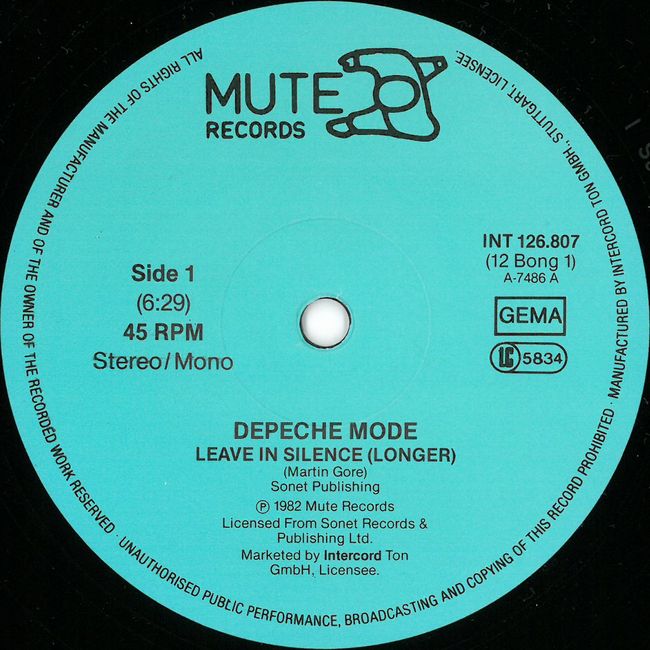 MUTE
RECORDS
INT 126.807
(12 Bong 1)
A-7486 A
GEMA
LC 5834
Side 1
(6:29)
45 RPM
Stereo/Mono
DEPECHE MODE
LEAVE IN SILENCE (LONGER)
(Martin Gore)
Sonet Publishing
℗ 1982 Mute Records
Licensed From Sonet Records &
Publishing Ltd.
Marketed by Intercord Ton
GmbH, Licensee.
ALL RIGHTS OF THE MANUFACTURER AND OF THE OWNER OF THE RECORDED WORK RESERVED · UNAUTHORISED PUBLIC PERFORMANCE, BROADCASTING AND COPYING OF THIS RECORD PROHIBITED · MANUFACTURED BY INTERCORD TON GMBH., STUTTGART, LICENSEE.